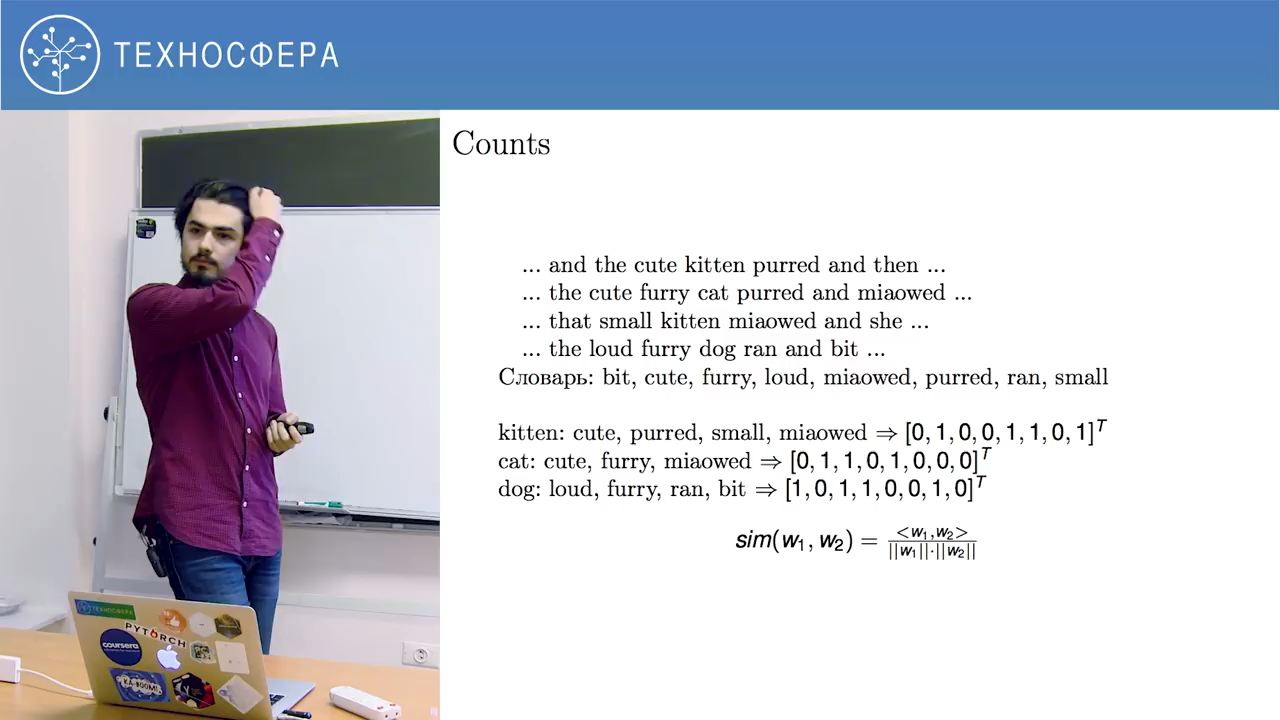 ТЕХНОСФЕРА
Counts
... and the cute kitten purred and then ...
... the cute furry cat purred and miaowed ...
... that small kitten miaowed and she ...
... the loud furry dog ran and bit ...
Словарь: bit, cute, furry, loud, miaowed, purred, ran, small
kitten: cute, purred, small, miaowed ⇒ [0, 1, 0, 0, 1, 1, 0, 1]ᵀ
cat: cute, furry, miaowed ⇒ [0, 1, 1, 0, 1, 0, 0, 0]ᵀ
dog: loud, furry, ran, bit ⇒ [1, 0, 1, 1, 0, 0, 1, 0]ᵀ
sim(w₁, w₂) = <w₁,w₂> / ||w₁||·||w₂||
ТЕХНОСФЕРА
PYTORCH
coursera
KA-BOOM!